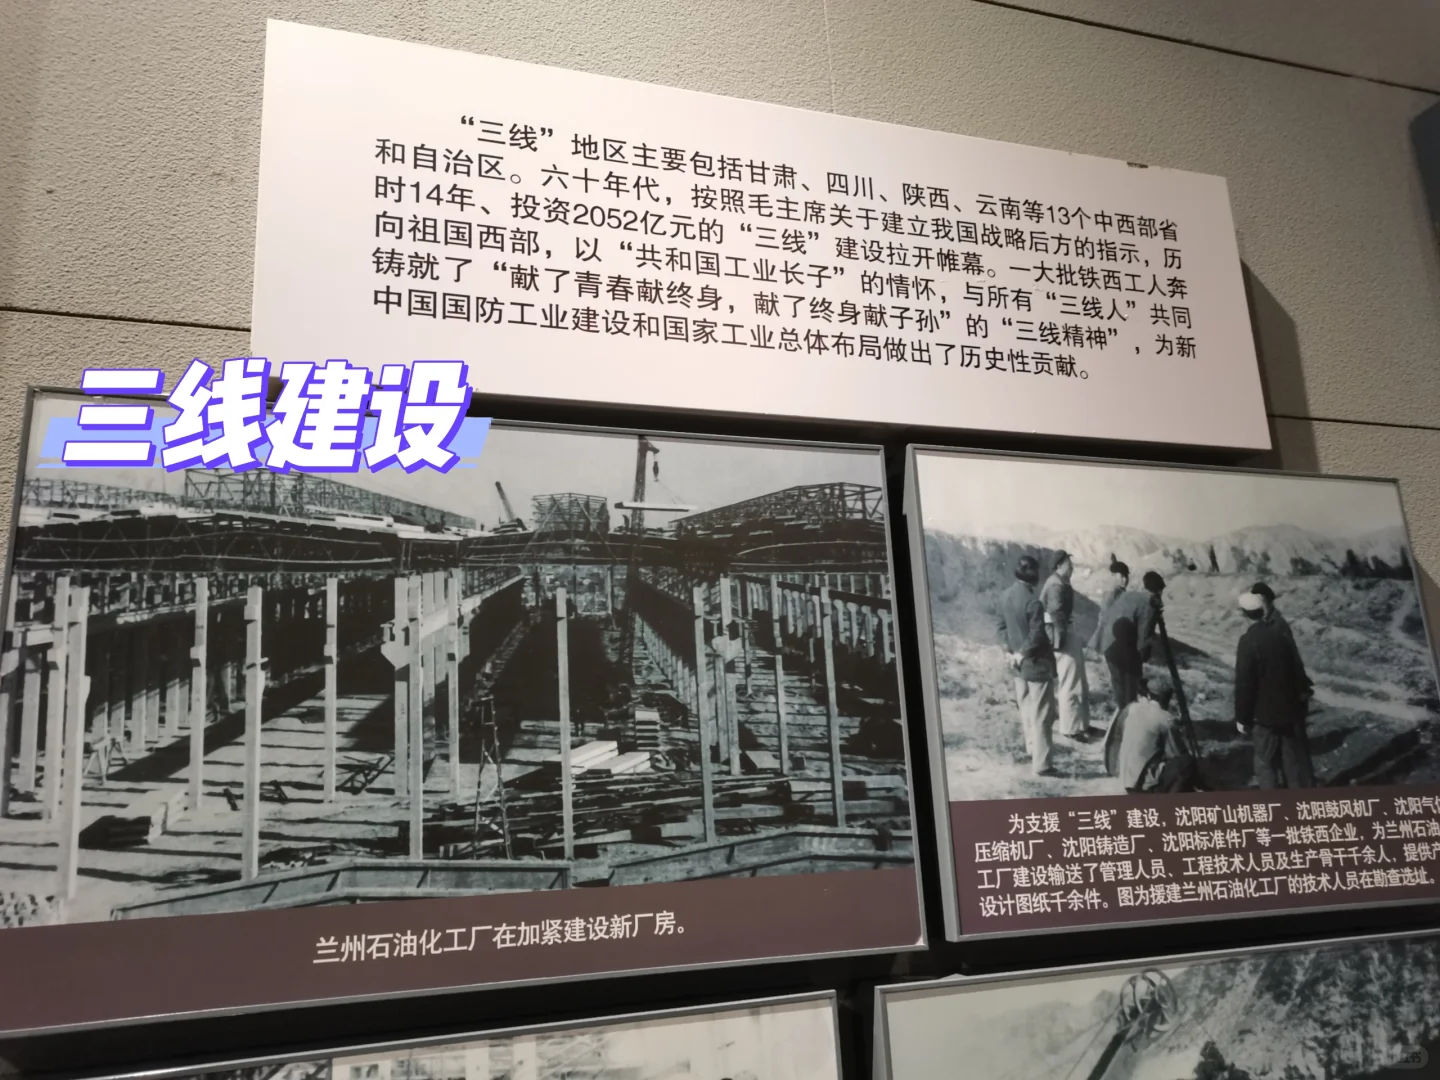 “三线”地区主要包括甘肃、四川、陕西、云南等13个中西部省
和自治区。六十年代，按照毛主席关于建立我国战略后方的指示，历
时14年、投资2052亿元的“三线”建设拉开帷幕。一大批铁西工人奔
向祖国西部，以“共和国工业长子”的情怀，与所有“三线人”共同
铸就了“献了青春献终身，献了终身献子孙”的“三线精神”，为新
中国国防工业建设和国家工业总体布局做出了历史性贡献。
三线建设
兰州石油化工厂在加紧建设新厂房。
为支援“三线”建设，沈阳矿山机器厂、沈阳鼓风机厂、沈阳气体
压缩机厂、沈阳铸造厂、沈阳标准件厂等一批铁西企业，为兰州石油
工厂建设输送了管理人员、工程技术人员及生产骨干千余人，提供产
设计图纸千余件。图为援建兰州石油化工厂的技术人员在勘查选址。